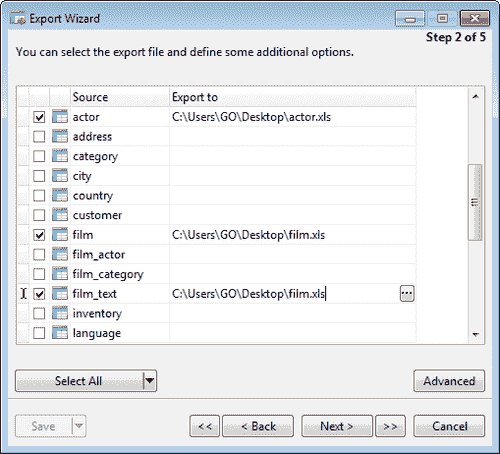 Export Wizard
Step 2 of 5
You can select the export file and define some additional options.
Source Export to
actor C:\Users\GO\Desktop\actor.xls
address
category
city
country
customer
film C:\Users\GO\Desktop\film.xls
film_actor
film_category
film_text C:\Users\GO\Desktop\film.xls
inventory
language
Select All Advanced
Save << < Back Next > >> Cancel